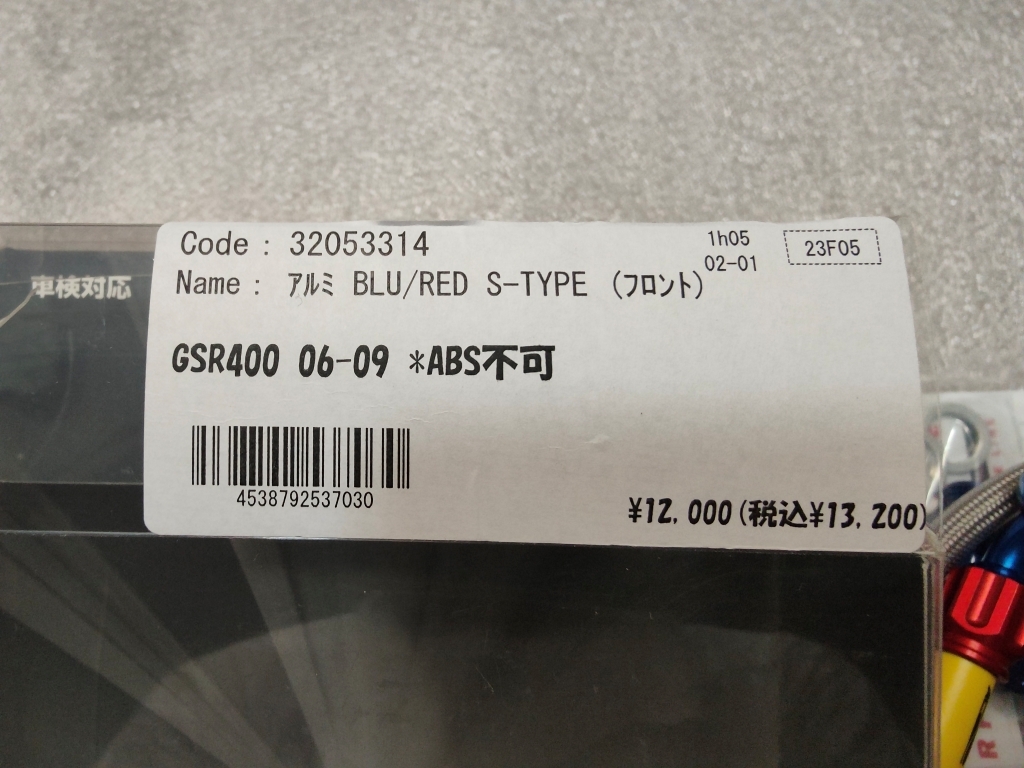 Code : 32053314
1h05
02-01
23F05
Name : ｱﾙﾐ BLU/RED S-TYPE (ﾌﾛﾝﾄ)
車検対応
GSR400 06-09 *ABS不可
4538792537030
¥12,000(税込¥13,200)